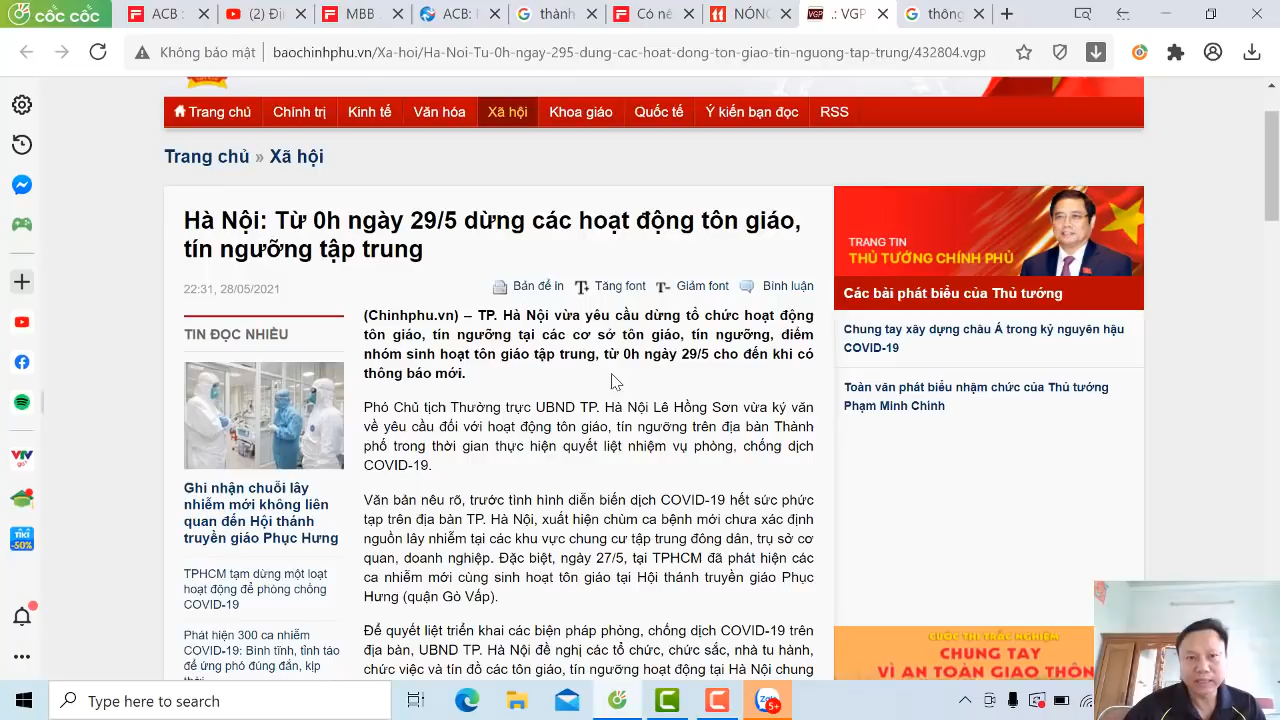 CỐC CỐC
ACB :
(2) Đi
MBB
ACB :
thành
Có nê
NÓNG
VGP
.: VGP
thông
Không bảo mật
baochinhphu.vn/Xa-hoi/Ha-Noi-Tu-0h-ngay-295-dung-cac-hoat-dong-ton-giao-tin-nguong-tap-trung/432804.vgp
Trang chủ
Chính trị
Kinh tế
Văn hóa
Xã hội
Khoa giáo
Quốc tế
Ý kiến bạn đọc
RSS
Trang chủ » Xã hội
Hà Nội: Từ 0h ngày 29/5 dừng các hoạt động tôn giáo,
tín ngưỡng tập trung
22:31, 28/05/2021
Bản để in
Tăng font
Giảm font
Bình luận
(Chinhphu.vn) – TP. Hà Nội vừa yêu cầu dừng tổ chức hoạt động
tôn giáo, tín ngưỡng tại các cơ sở tôn giáo, tín ngưỡng, điểm
nhóm sinh hoạt tôn giáo tập trung, từ 0h ngày 29/5 cho đến khi có
thông báo mới.
Phó Chủ tịch Thường trực UBND TP. Hà Nội Lê Hồng Sơn vừa ký văn
về yêu cầu đối với hoạt động tôn giáo, tín ngưỡng trên địa bàn Thành
phố trong thời gian thực hiện quyết liệt nhiệm vụ phòng, chống dịch
COVID-19.
Văn bản nêu rõ, trước tình hình diễn biến dịch COVID-19 hết sức phức
tạp trên địa bàn TP. Hà Nội, xuất hiện chùm ca bệnh mới chưa xác định
nguồn lây nhiệm tại các khu vực chung cư tập trung đông dân, trụ sở cơ
quan, doanh nghiệp. Đặc biệt, ngày 27/5, tại TPHCM đã phát hiện các
ca nhiễm mới cùng sinh hoạt tôn giáo tại Hội thánh truyền giáo Phục
Hưng (quận Gò Vấp).
Để quyết liệt triển khai các biện pháp phòng, chống dịch COVID-19 trên
địa bàn, UBND TP. Hà Nội đề nghị các tổ chức, chức sắc, nhà tu hành,
chức việc và tín đồ các tôn giáo, tín ngưỡng hoạt động tại Hà Nội chung
TIN ĐỌC NHIỀU
Ghi nhận chuỗi lây
nhiễm mới không liên
quan đến Hội thánh
truyền giáo Phục Hưng
TPHCM tạm dừng một loạt
hoạt động để phòng chống
COVID-19
Phát hiện 300 ca nhiễm
COVID-19: Bình tĩnh, tỉnh táo
để ứng phó đúng đắn, kịp
thời
TRANG TIN
THỦ TƯỚNG CHÍNH PHỦ
Các bài phát biểu của Thủ tướng
Chung tay xây dựng châu Á trong kỷ nguyên hậu
COVID-19
Toàn văn phát biểu nhậm chức của Thủ tướng
Phạm Minh Chính
CUỘC THI TRẮC NGHIỆM
CHUNG TAY
VÌ AN TOÀN GIAO THÔN
VTV
go
TIKI
-50%
Type here to search
Zalo
5+